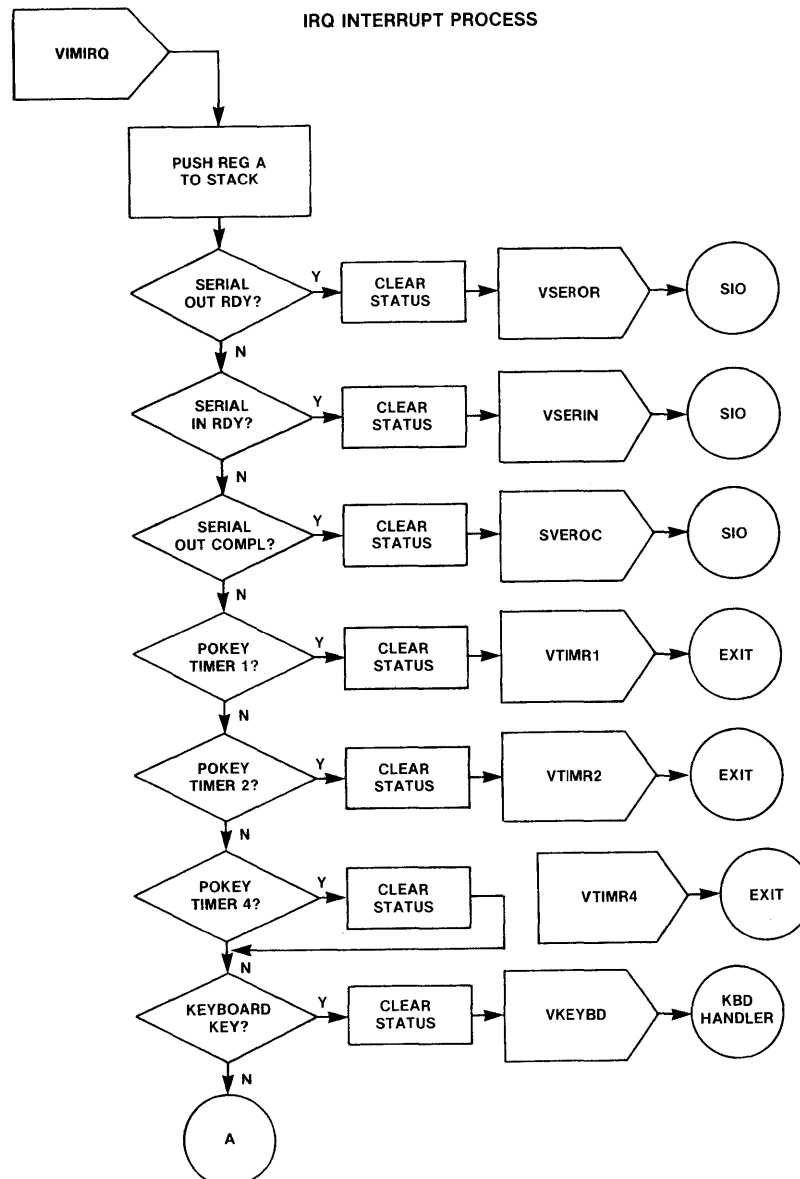 IRQ INTERRUPT PROCESS
VIMIRQ
PUSH REG A
TO STACK
SERIAL
OUT RDY?
Y
CLEAR
STATUS
VSEROR
SIO
N
SERIAL
IN RDY?
Y
CLEAR
STATUS
VSERIN
SIO
N
SERIAL
OUT COMPL?
Y
CLEAR
STATUS
SVEROC
SIO
N
POKEY
TIMER 1?
Y
CLEAR
STATUS
VTIMR1
EXIT
N
POKEY
TIMER 2?
Y
CLEAR
STATUS
VTIMR2
EXIT
N
POKEY
TIMER 4?
Y
CLEAR
STATUS
VTIMR4
EXIT
N
KEYBOARD
KEY?
Y
CLEAR
STATUS
VKEYBD
KBD
HANDLER
N
A